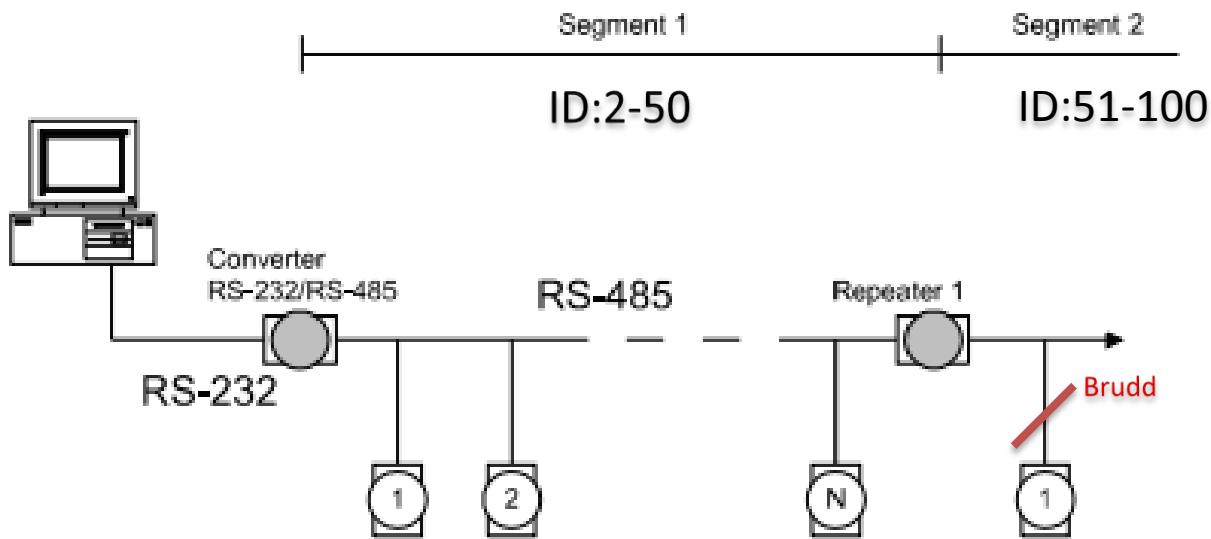 Segment 1
Segment 2
ID:2-50
ID:51-100
Converter
RS-232/RS-485
RS-485
Repeater 1
RS-232
Brudd
1
2
N
1